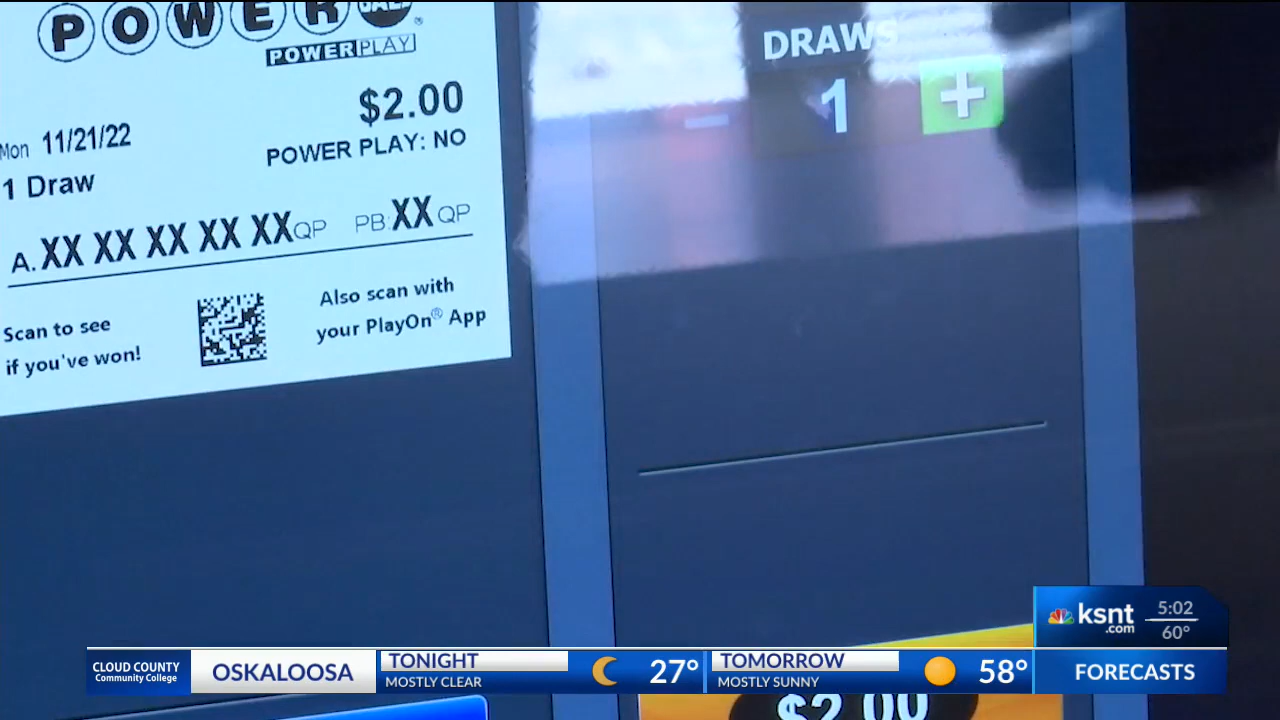 POWERBALL®
POWERPLAY
$2.00
POWER PLAY: NO
Mon 11/21/22
1 Draw
A. XX XX XX XX XX QP PB: XX QP
Scan to see
if you've won!
Also scan with
your PlayOn® App
DRAWS
- 1 +
$2.00
ksnt
.com
5:02
60°
CLOUD COUNTY
Community College
OSKALOOSA
TONIGHT
MOSTLY CLEAR
27°
TOMORROW
MOSTLY SUNNY
58°
FORECASTS